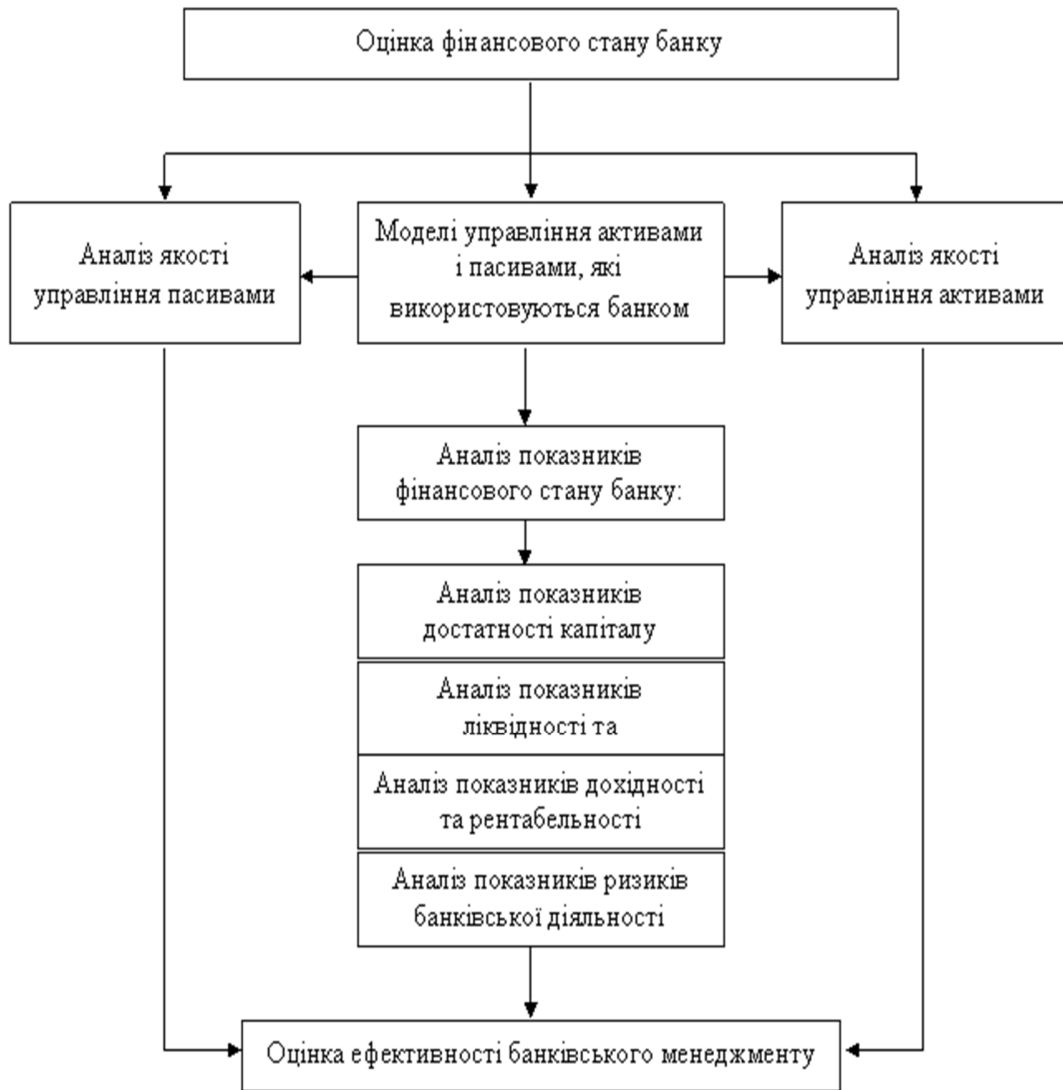 Оцінка фінансового стану банку
Аналіз якості
управління пасивами
Моделі управління активами
і пасивами, які
використовуються банком
Аналіз якості
управління активами
Аналіз показників
фінансового стану банку:
Аналіз показників
достатності капіталу
Аналіз показників
ліквідності та
Аналіз показників дохідності
та рентабельності
Аналіз показників ризиків
банківської діяльності
Оцінка ефективності банківського менеджменту